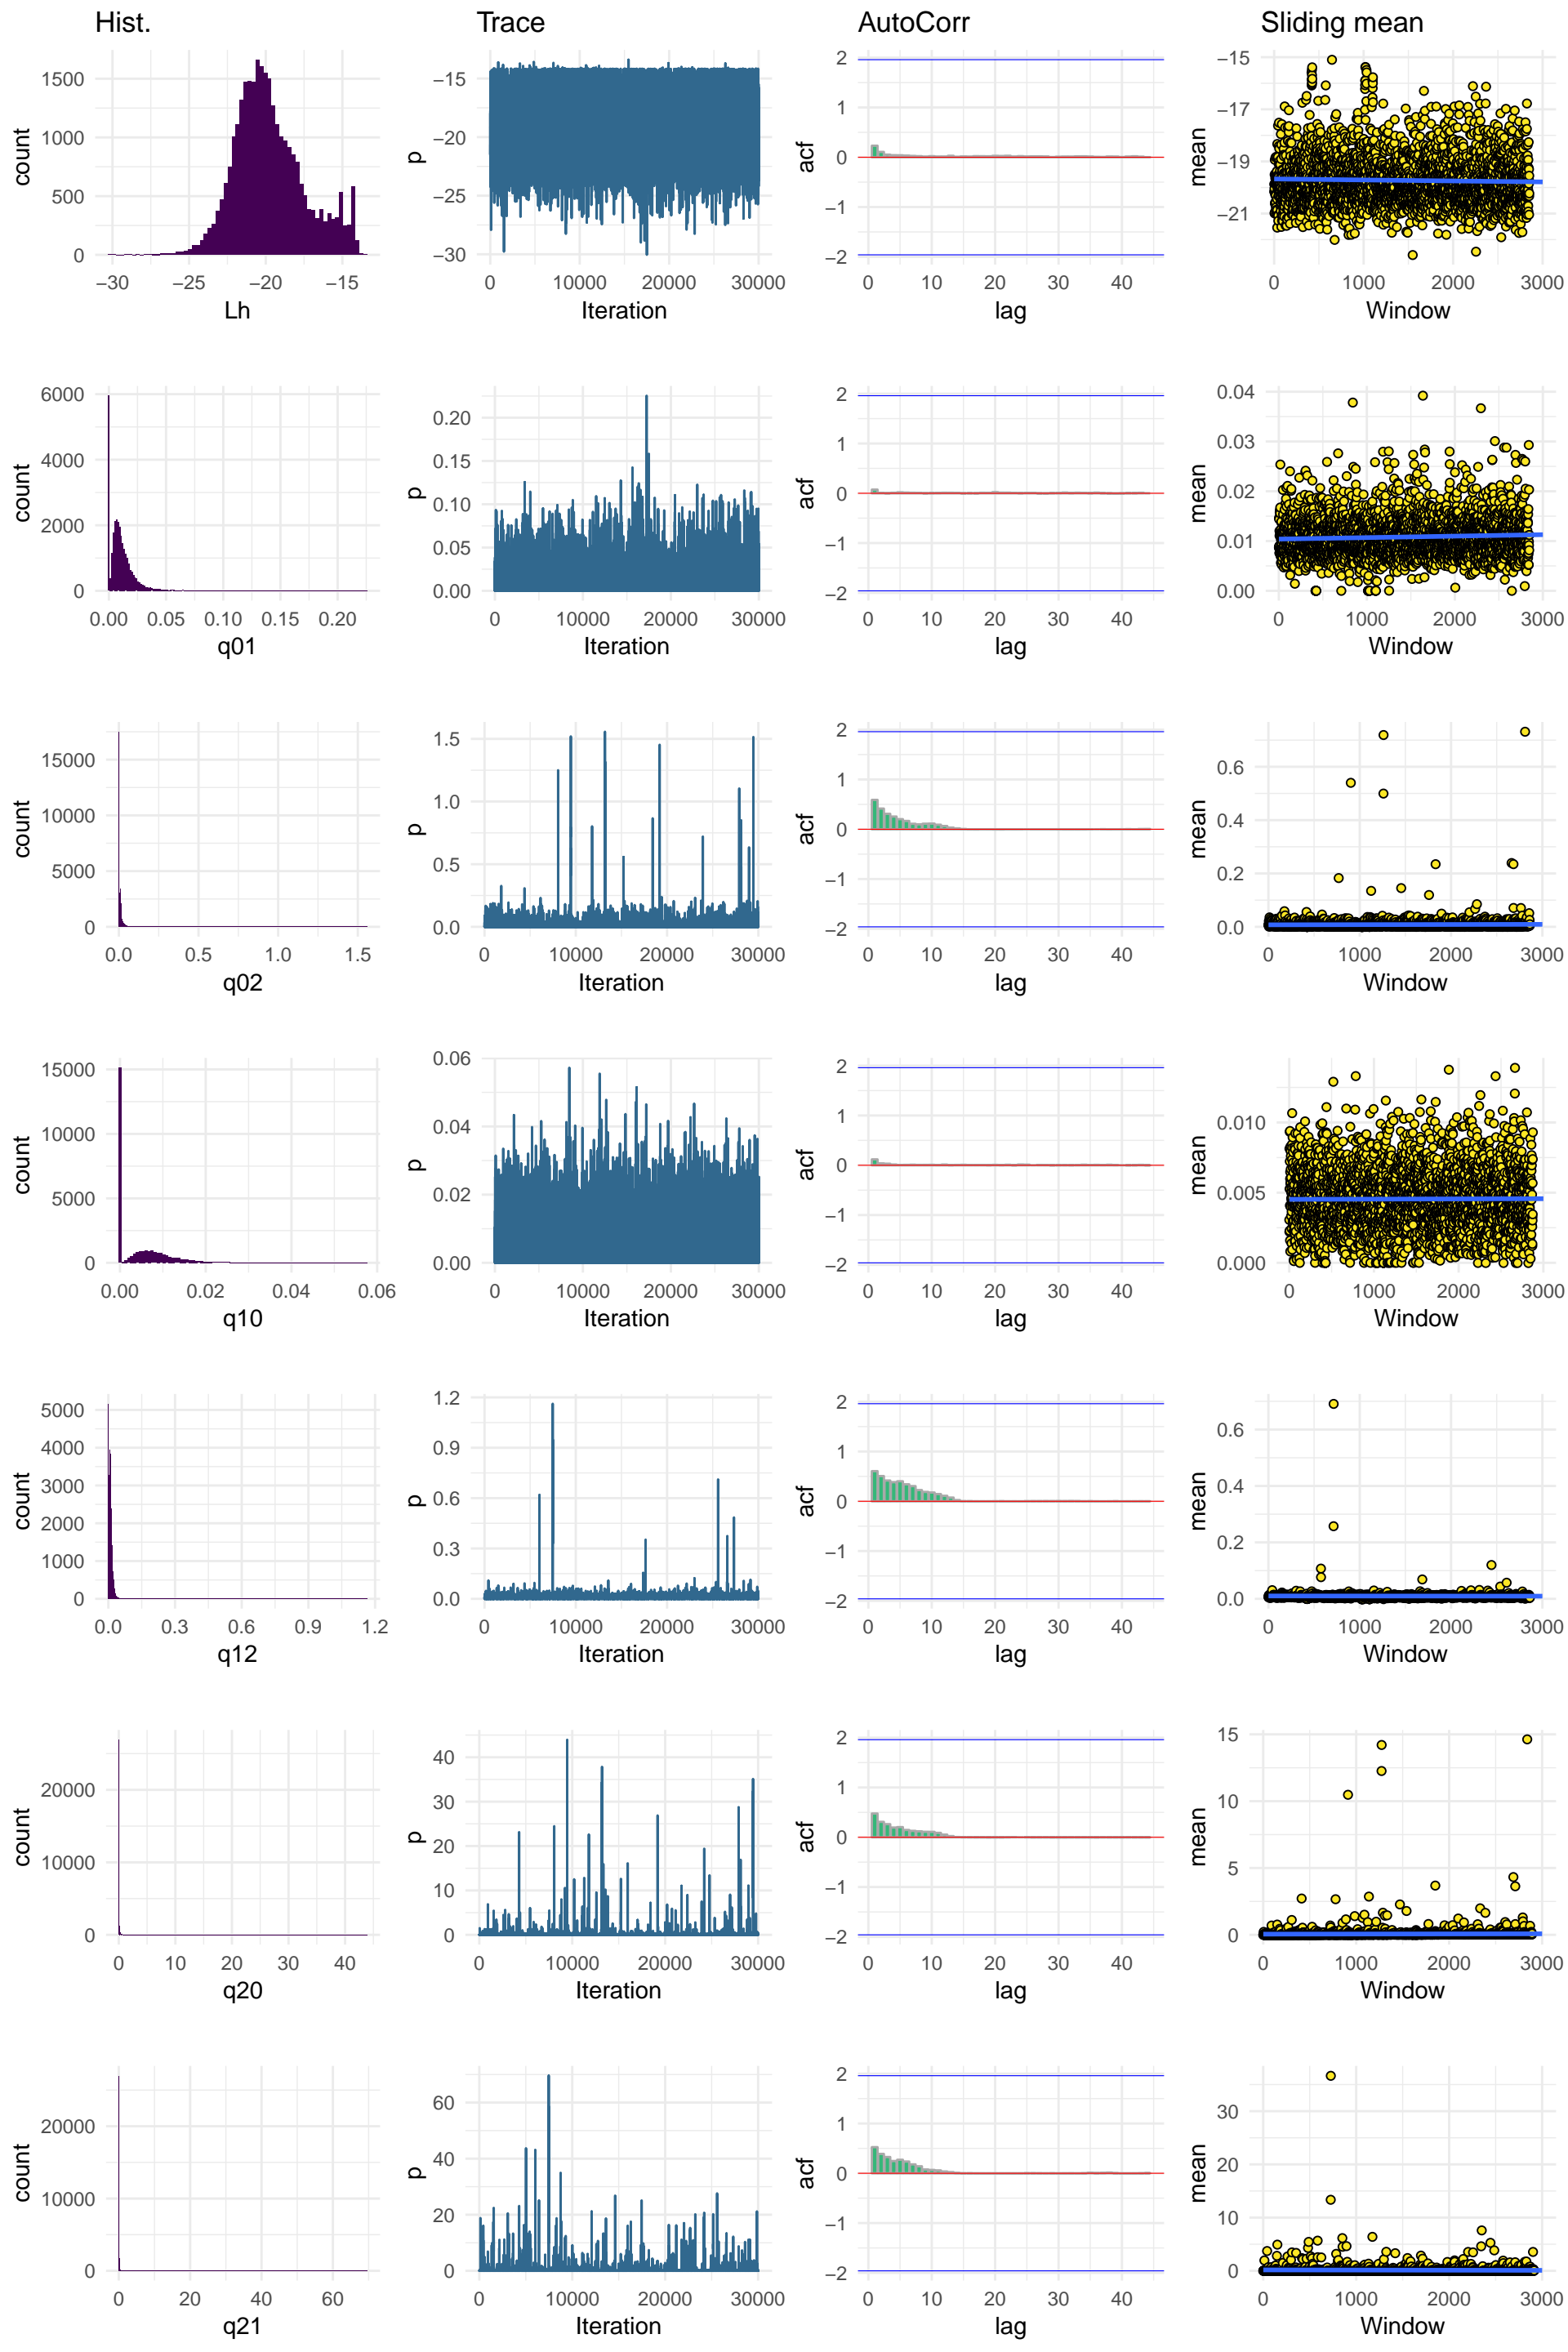 Hist. Trace AutoCorr Sliding mean
1500
1000
500
0
count
−30 −25 −20 −15
Lh
−15
−20
−25
−30
p
0 10000 20000 30000
Iteration
2
1
0
−1
−2
acf
0 10 20 30 40
lag
−15
−17
−19
−21
mean
0 1000 2000 3000
Window
6000
4000
2000
0
count
0.00 0.05 0.10 0.15 0.20
q01
0.20
0.15
0.10
0.05
0.00
p
0 10000 20000 30000
Iteration
2
1
0
−1
−2
acf
0 10 20 30 40
lag
0.04
0.03
0.02
0.01
0.00
mean
0 1000 2000 3000
Window
15000
10000
5000
0
count
0.0 0.5 1.0 1.5
q02
1.5
1.0
0.5
0.0
p
0 10000 20000 30000
Iteration
2
1
0
−1
−2
acf
0 10 20 30 40
lag
0.6
0.4
0.2
0.0
mean
0 1000 2000 3000
Window
15000
10000
5000
0
count
0.00 0.02 0.04 0.06
q10
0.06
0.04
0.02
0.00
p
0 10000 20000 30000
Iteration
2
1
0
−1
−2
acf
0 10 20 30 40
lag
0.010
0.005
0.000
mean
0 1000 2000 3000
Window
5000
4000
3000
2000
1000
0
count
0.0 0.3 0.6 0.9 1.2
q12
1.2
0.9
0.6
0.3
0.0
p
0 10000 20000 30000
Iteration
2
1
0
−1
−2
acf
0 10 20 30 40
lag
0.6
0.4
0.2
0.0
mean
0 1000 2000 3000
Window
20000
10000
0
count
0 10 20 30 40
q20
40
30
20
10
0
p
0 10000 20000 30000
Iteration
2
1
0
−1
−2
acf
0 10 20 30 40
lag
15
10
5
0
mean
0 1000 2000 3000
Window
20000
10000
0
count
0 20 40 60
q21
60
40
20
0
p
0 10000 20000 30000
Iteration
2
1
0
−1
−2
acf
0 10 20 30 40
lag
30
20
10
0
mean
0 1000 2000 3000
Window